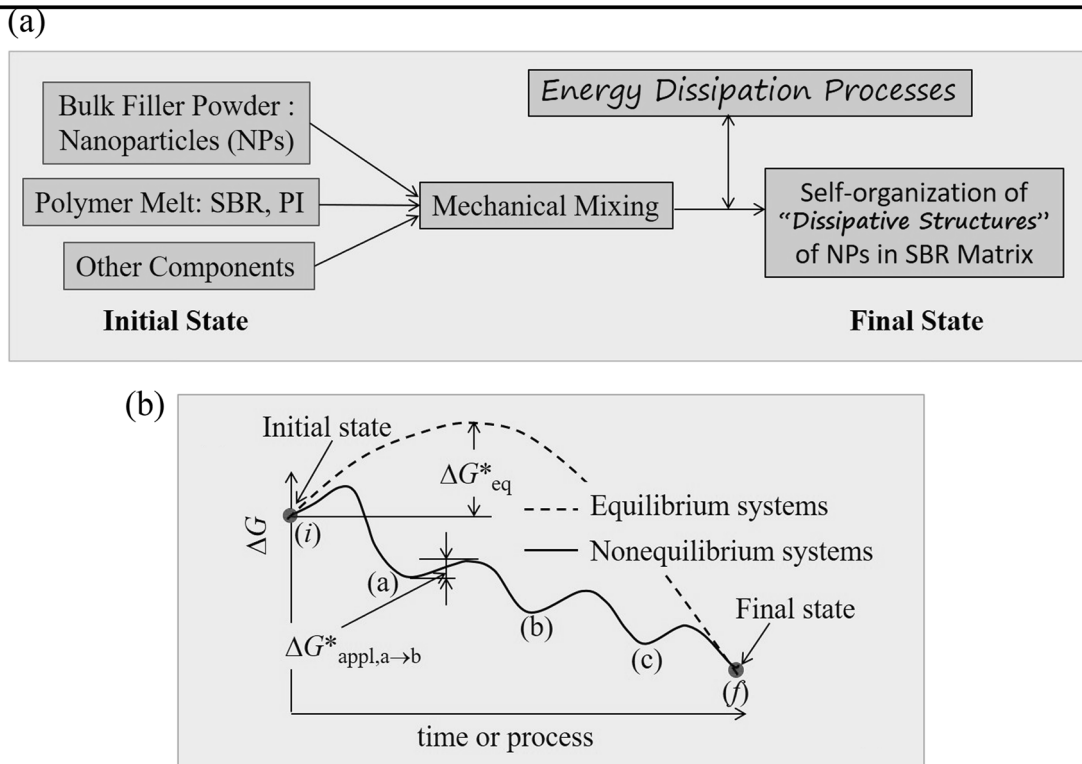 (a)
Bulk Filler Powder :
Nanoparticles (NPs)
Polymer Melt: SBR, PI
Other Components
Initial State
Mechanical Mixing
Energy Dissipation Processes
Self-organization of
“Dissipative Structures”
of NPs in SBR Matrix
Final State
(b)
Initial state
ΔG*eq
Equilibrium systems
Nonequilibrium systems
ΔG
(i)
(a)
ΔG*appl,a→b
(b)
(c)
Final state
(f)
time or process